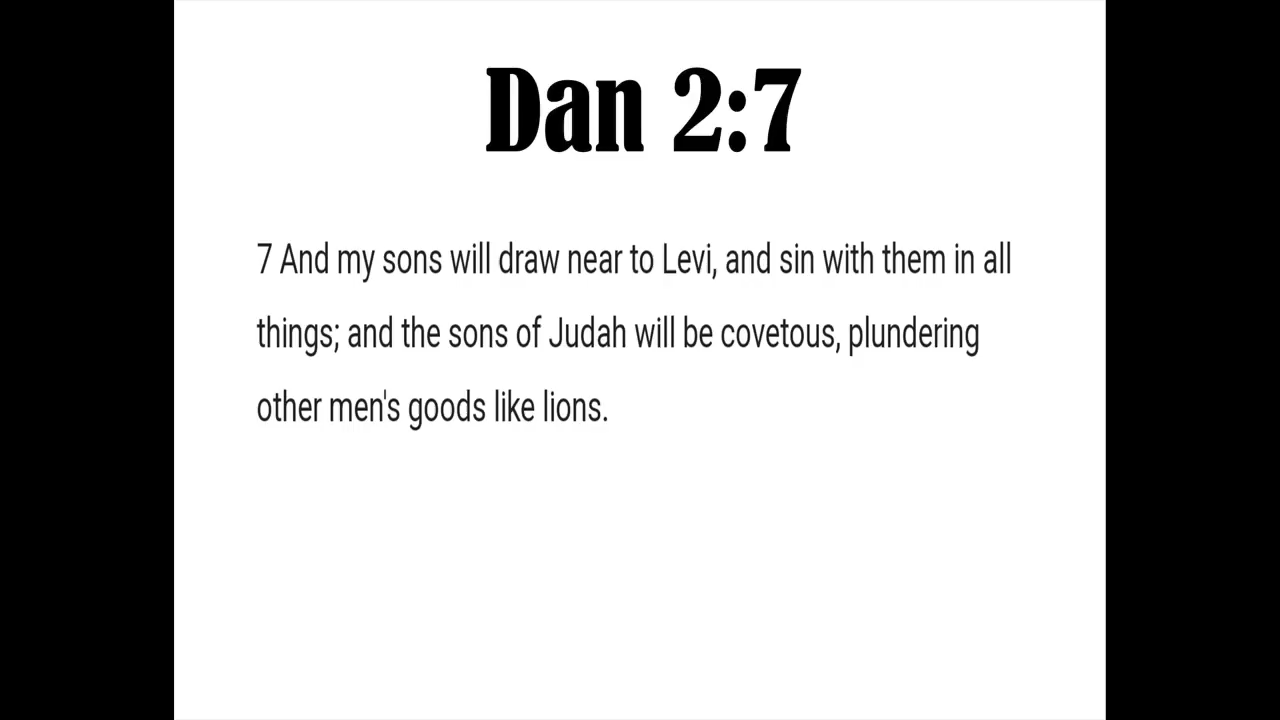 Dan 2:7
7 And my sons will draw near to Levi, and sin with them in all
things; and the sons of Judah will be covetous, plundering
other men's goods like lions.